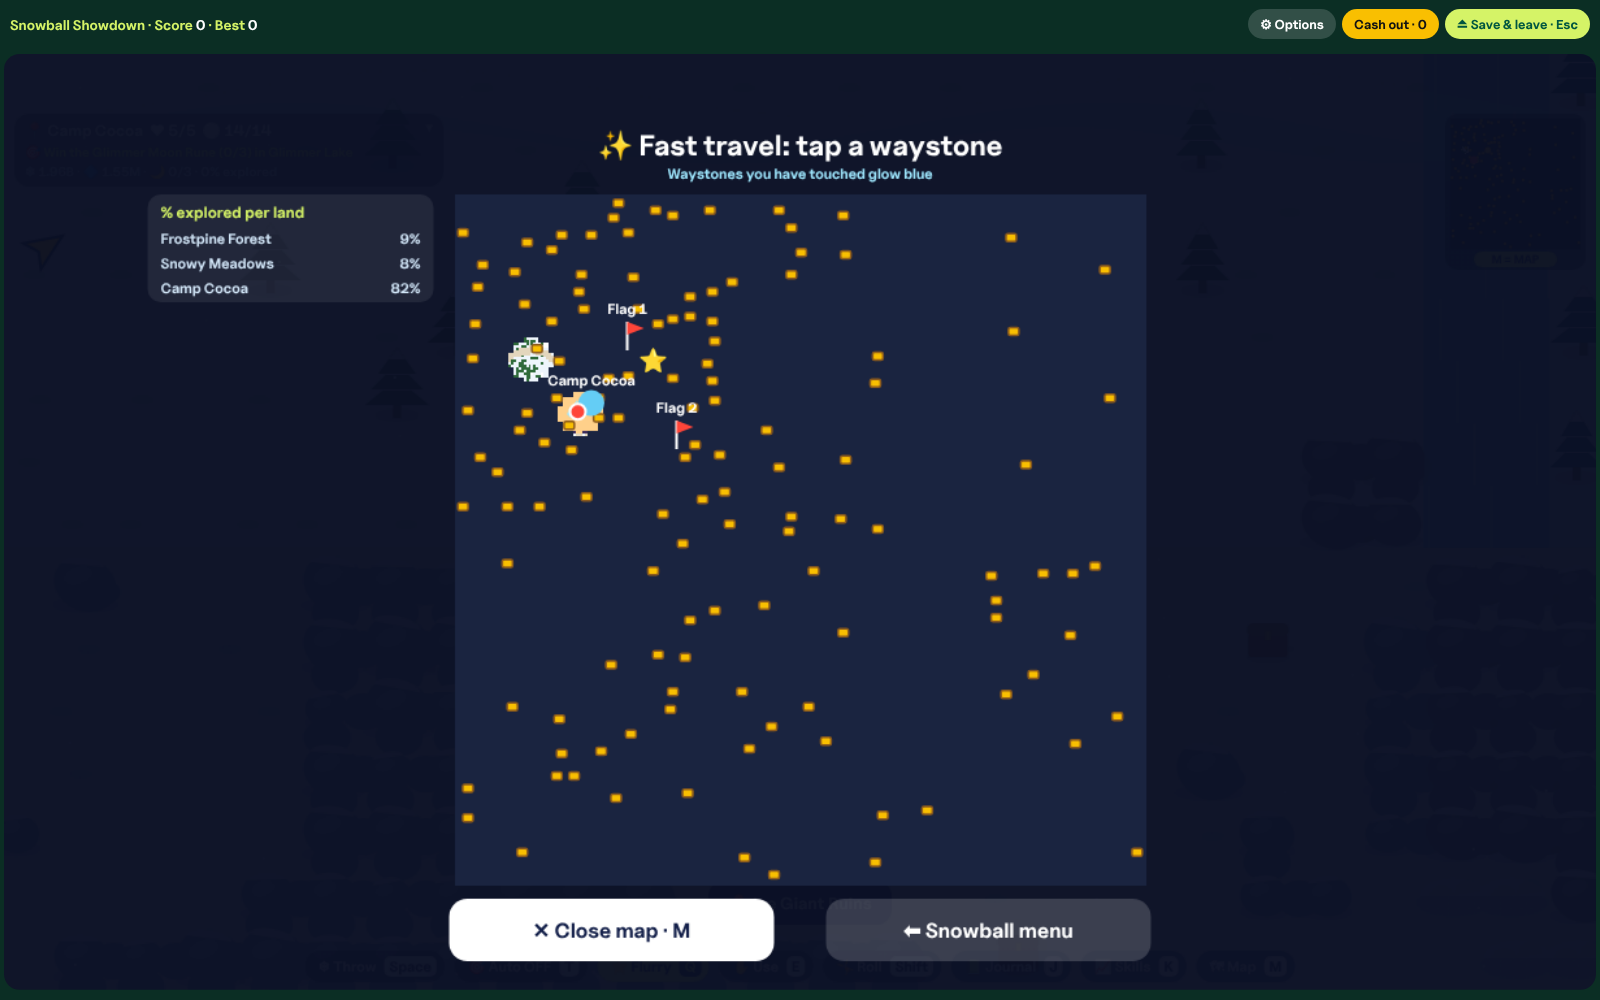 Snowball Showdown · Score 0 · Best 0
⚙ Options
Cash out · 0
⏏ Save & leave · Esc
✨ Fast travel: tap a waystone
Waystones you have touched glow blue
% explored per land
Frostpine Forest 9%
Snowy Meadows 8%
Camp Cocoa 82%
Flag 1
Camp Cocoa
Flag 2
✕ Close map · M
⬅ Snowball menu